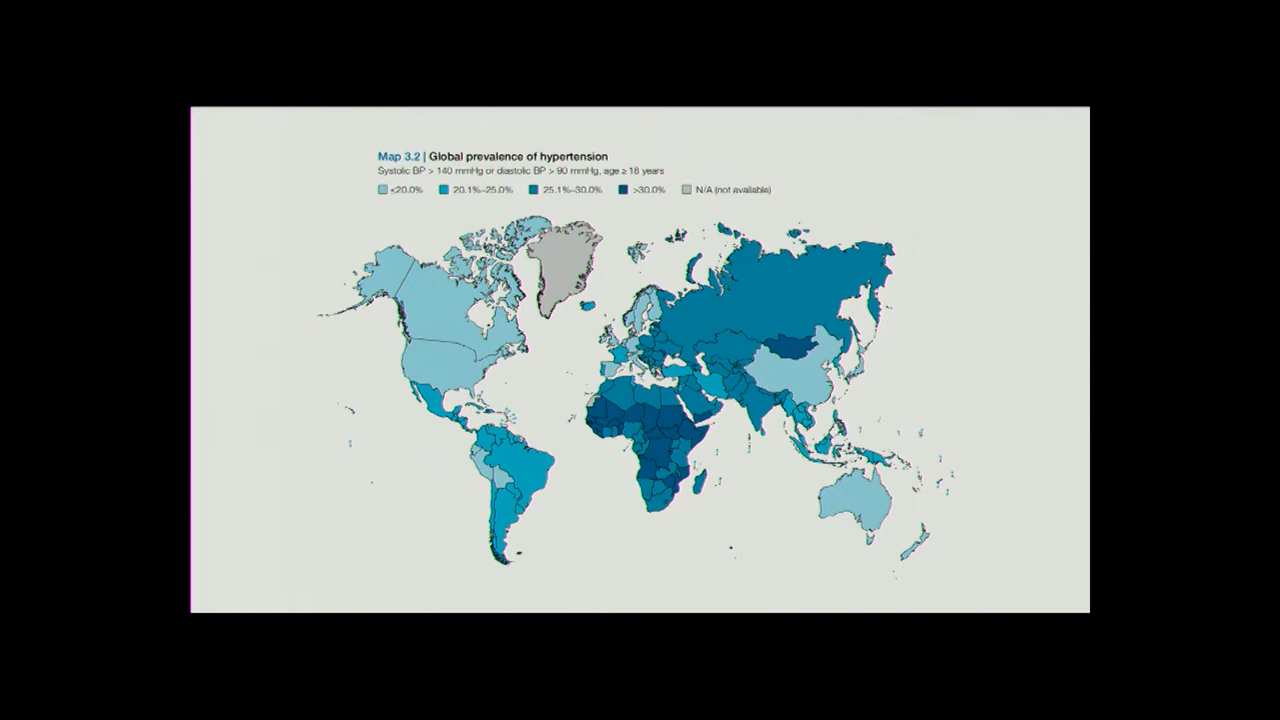 Map 3.2 | Global prevalence of hypertension
Systolic BP > 140 mmHg or diastolic BP > 90 mmHg, age ≥ 18 years
≤20.0% 20.1%–25.0% 25.1%–30.0% >30.0% N/A (not available)